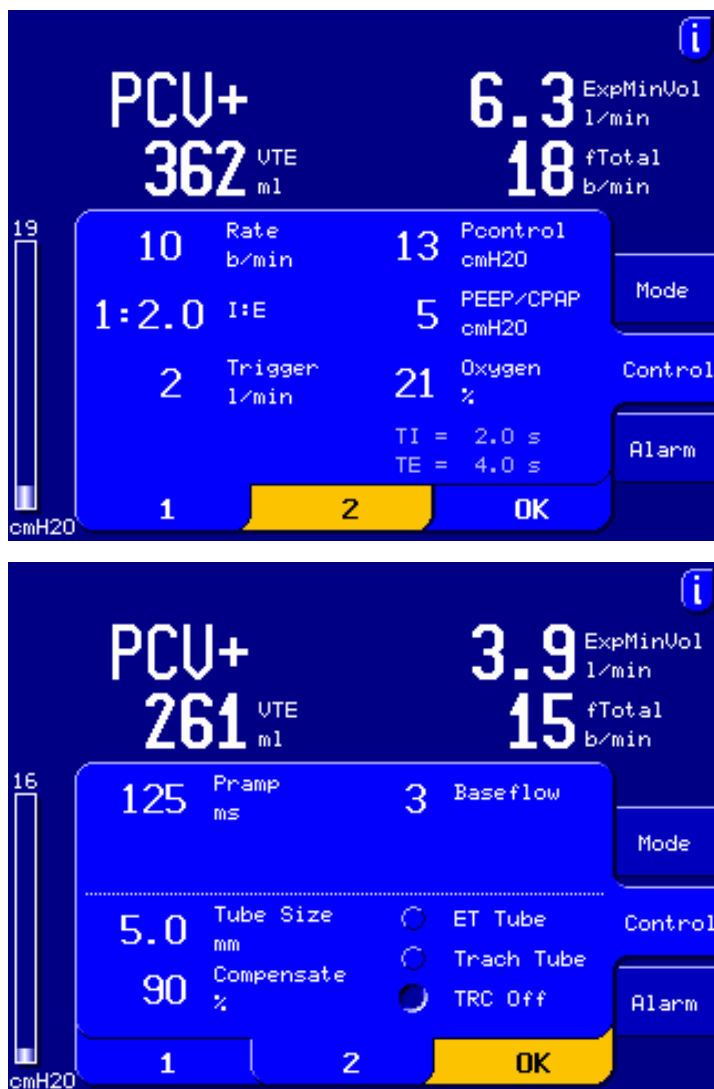 i
PCV+ 6.3 ExpMinVol l/min
362 VTE ml 18 fTotal b/min
19
10 Rate b/min 13 Pcontrol cmH2O
Mode
1:2.0 I:E 5 PEEP/CPAP cmH2O
2 Trigger l/min 21 Oxygen %
Control
TI = 2.0 s
TE = 4.0 s
Alarm
1 2 OK
cmH2O
i
PCV+ 3.9 ExpMinVol l/min
261 VTE ml 15 fTotal b/min
16
125 Pramp ms 3 Baseflow
Mode
5.0 Tube Size mm ET Tube
Control
Trach Tube
90 Compensate % TRC Off
Alarm
1 2 OK
cmH2O